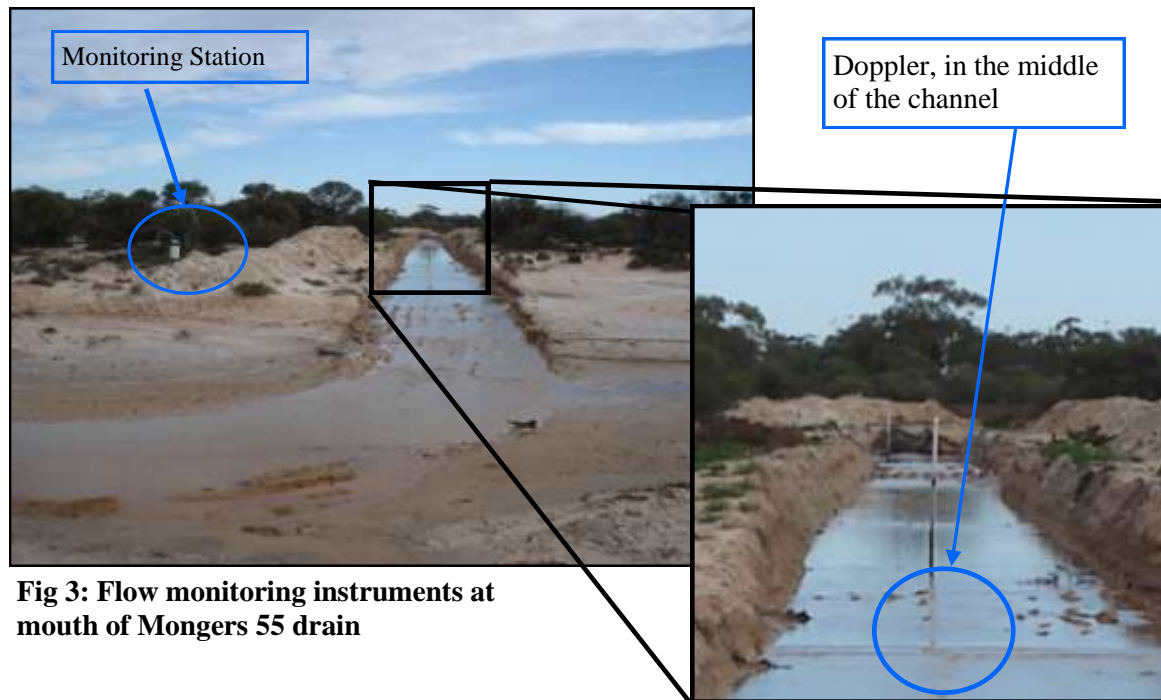 Monitoring Station
Doppler, in the middle
of the channel
Fig 3: Flow monitoring instruments at
mouth of Mongers 55 drain